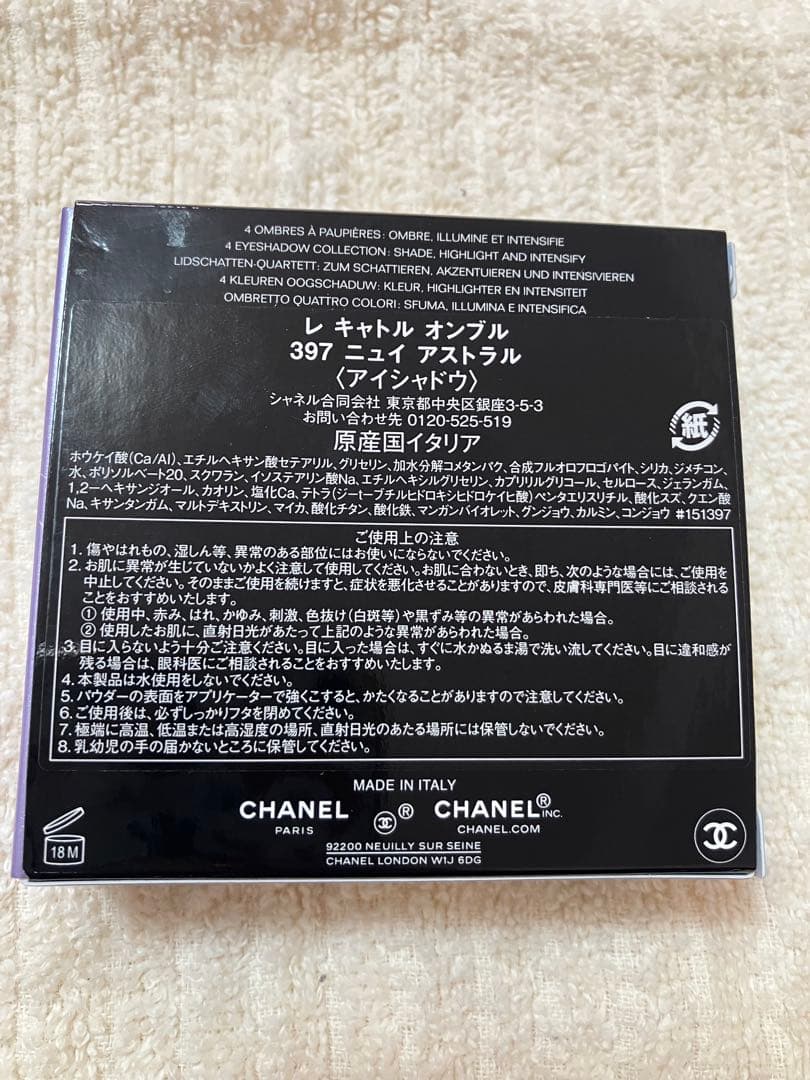 4 OMBRES À PAUPIÈRES : OMBRE, ILLUMINE ET INTENSIFIE
4 EYESHADOW COLLECTION : SHADE, HIGHLIGHT AND INTENSIFY
LIDSCHATTEN-QUARTETT: ZUM SCHATTIEREN, AKZENTUIEREN UND INTENSIVIEREN
4 KLEUREN OOGSCHADUW: KLEUR, HIGHLIGHTER EN INTENSITEIT
OMBRETTO QUATTRO COLORI : SFUMA, ILLUMINA E INTENSIFICA
レ キャトル オンブル
397 ニュイ アストラル
〈アイシャドウ〉
シャネル合同会社 東京都中央区銀座3-5-3
お問い合わせ先 0120-525-519
原産国イタリア
紙
ホウケイ酸(Ca/Al)、エチルヘキサン酸セテアリル、グリセリン、加水分解コメタンパク、合成フルオロフロゴパイト、シリカ、ジメチコン、
水、ポリソルベート20、スクワラン、イソステアリン酸Na、エチルヘキシルグリセリン、カプリリルグリコール、セルロース、ジェランガム、
1,2-ヘキサンジオール、カオリン、塩化Ca、テトラ(ジ-t-ブチルヒドロキシヒドロケイヒ酸)ペンタエリスリチル、酸化スズ、クエン酸
Na、キサンタンガム、マルトデキストリン、マイカ、酸化チタン、酸化鉄、マンガンバイオレット、グンジョウ、カルミン、コンジョウ #151397
ご使用上の注意
1. 傷やはれもの、湿しん等、異常のある部位にはお使いにならないでください。
2. お肌に異常が生じていないかよく注意して使用してください。お肌に合わないとき、即ち、次のような場合には、ご使用を
中止してください。そのままご使用を続けますと、症状を悪化させることがありますので、皮膚科専門医等にご相談される
ことをおすすめいたします。
① 使用中、赤み、はれ、かゆみ、刺激、色抜け(白斑等)や黒ずみ等の異常があらわれた場合。
② 使用したお肌に、直射日光があたって上記のような異常があらわれた場合。
3. 目に入らないよう十分ご注意ください。目に入った場合は、すぐに水かぬるま湯で洗い流してください。目に違和感が
残る場合は、眼科医にご相談されることをおすすめいたします。
4. 本製品は水使用をしないでください。
5. パウダーの表面をアプリケーターで強くこすると、かたくなることがありますので注意してください。
6. ご使用後は、必ずしっかりフタを閉めてください。
7. 極端に高温、低温または高湿度の場所、直射日光のあたる場所には保管しないでください。
8. 乳幼児の手の届かないところに保管してください。
MADE IN ITALY
CHANEL ® CHANEL® INC.
PARIS CHANEL.COM
18 M
92200 NEUILLY SUR SEINE
CHANEL LONDON W1J 6DG